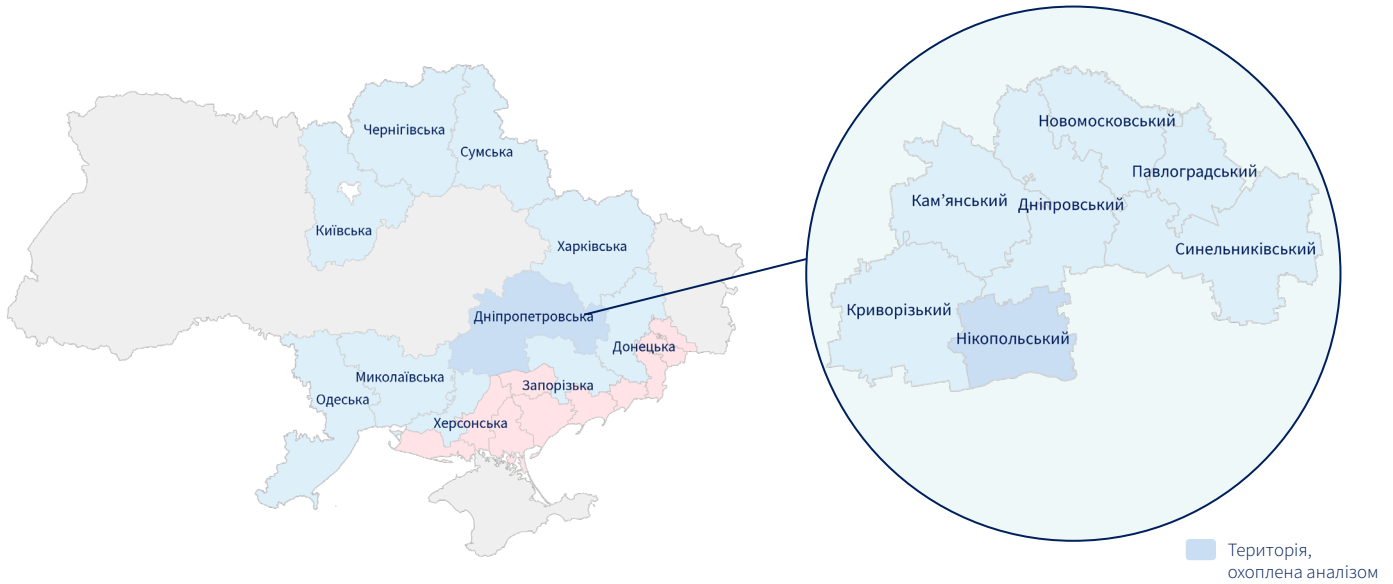 Чернігівська
Сумська
Київська
Харківська
Дніпропетровська
Донецька
Миколаївська
Запорізька
Одеська
Херсонська
Новомосковський
Павлоградський
Кам’янський
Дніпровський
Синельниківський
Криворізький
Нікопольський
Територія,
охоплена аналізом